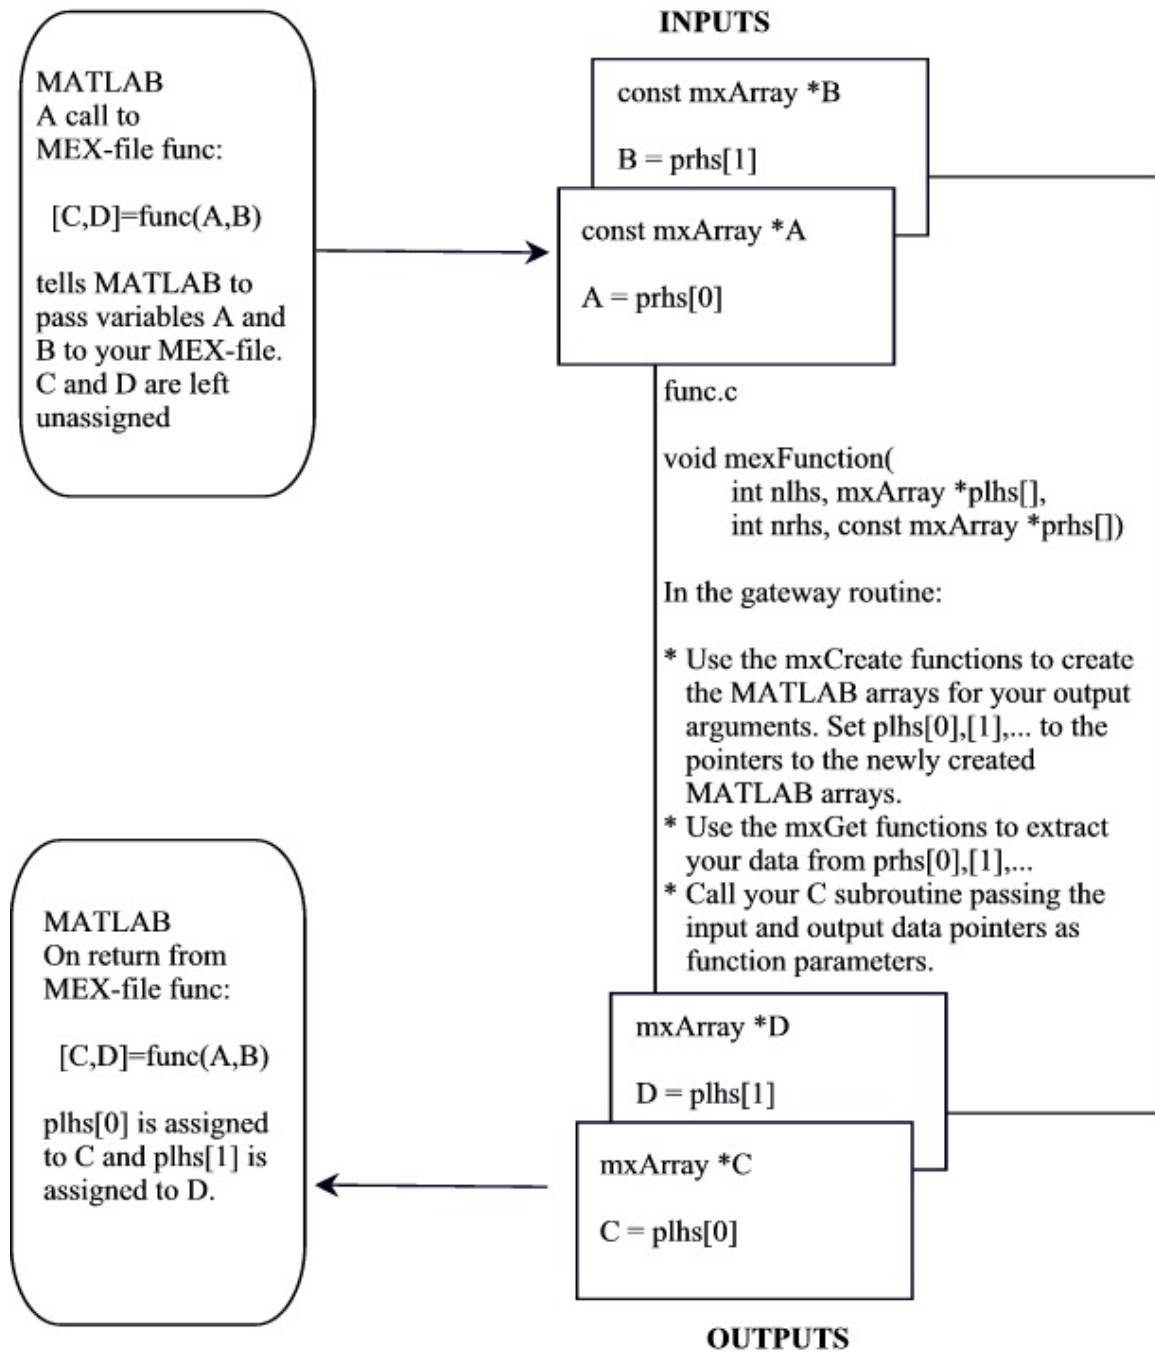 INPUTS
MATLAB
A call to
MEX-file func:
[C,D]=func(A,B)
tells MATLAB to
pass variables A and
B to your MEX-file.
C and D are left
unassigned
const mxArray *B
B = prhs[1]
const mxArray *A
A = prhs[0]
func.c
void mexFunction(
int nlhs, mxArray *plhs[],
int nrhs, const mxArray *prhs[])
In the gateway routine:
* Use the mxCreate functions to create
the MATLAB arrays for your output
arguments. Set plhs[0],[1],... to the
pointers to the newly created
MATLAB arrays.
* Use the mxGet functions to extract
your data from prhs[0],[1],...
* Call your C subroutine passing the
input and output data pointers as
function parameters.
MATLAB
On return from
MEX-file func:
[C,D]=func(A,B)
plhs[0] is assigned
to C and plhs[1] is
assigned to D.
mxArray *D
D = plhs[1]
mxArray *C
C = plhs[0]
OUTPUTS